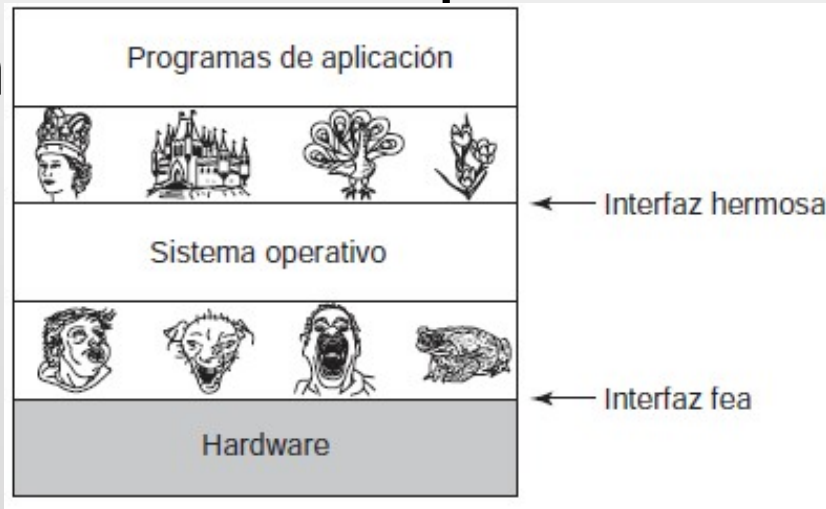 Programas de aplicación
Interfaz hermosa
Sistema operativo
Interfaz fea
Hardware